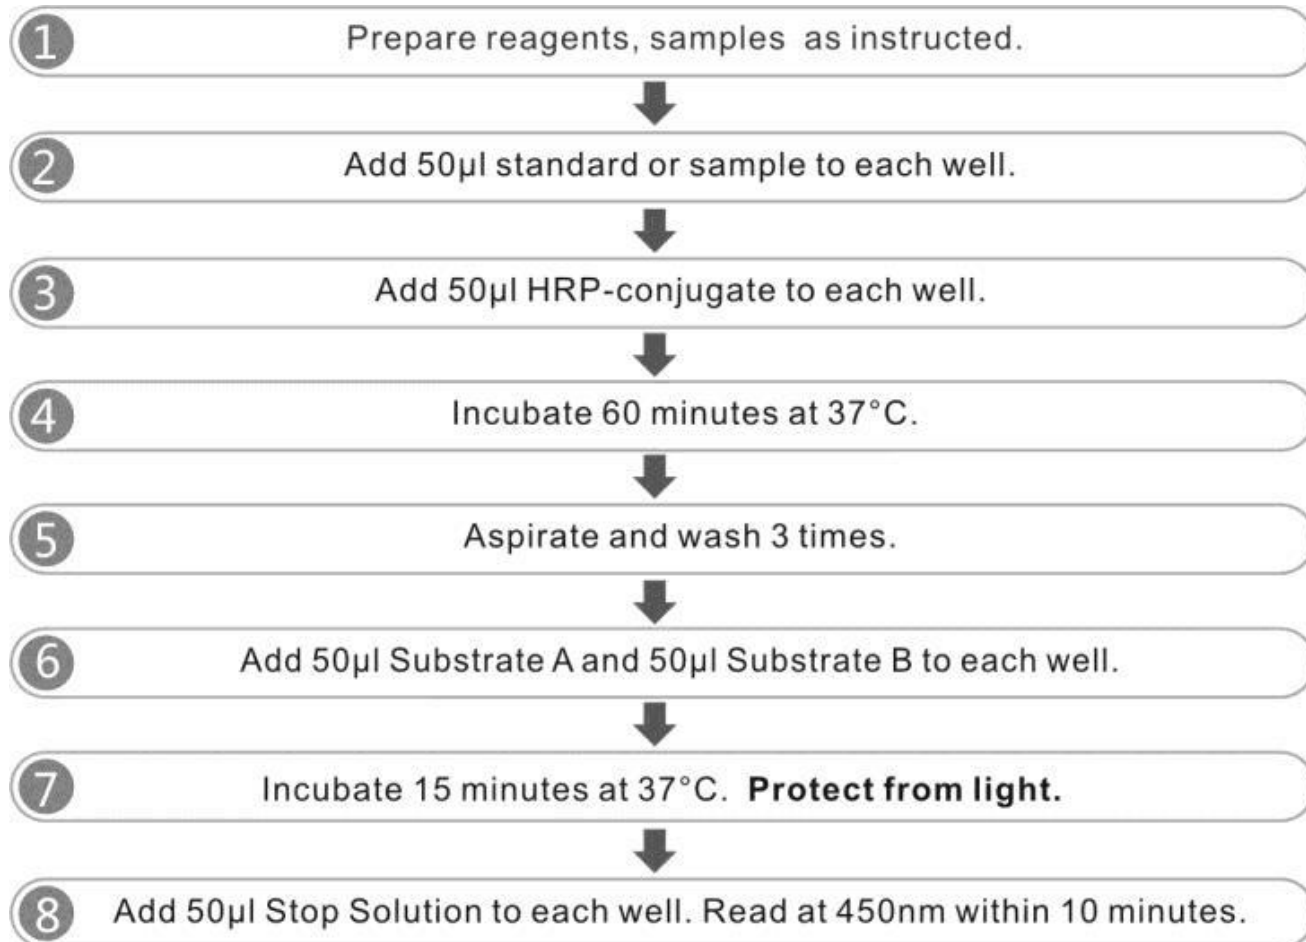 1 Prepare reagents, samples as instructed.
2 Add 50µl standard or sample to each well.
3 Add 50µl HRP-conjugate to each well.
4 Incubate 60 minutes at 37°C.
5 Aspirate and wash 3 times.
6 Add 50µl Substrate A and 50µl Substrate B to each well.
7 Incubate 15 minutes at 37°C. Protect from light.
8 Add 50µl Stop Solution to each well. Read at 450nm within 10 minutes.